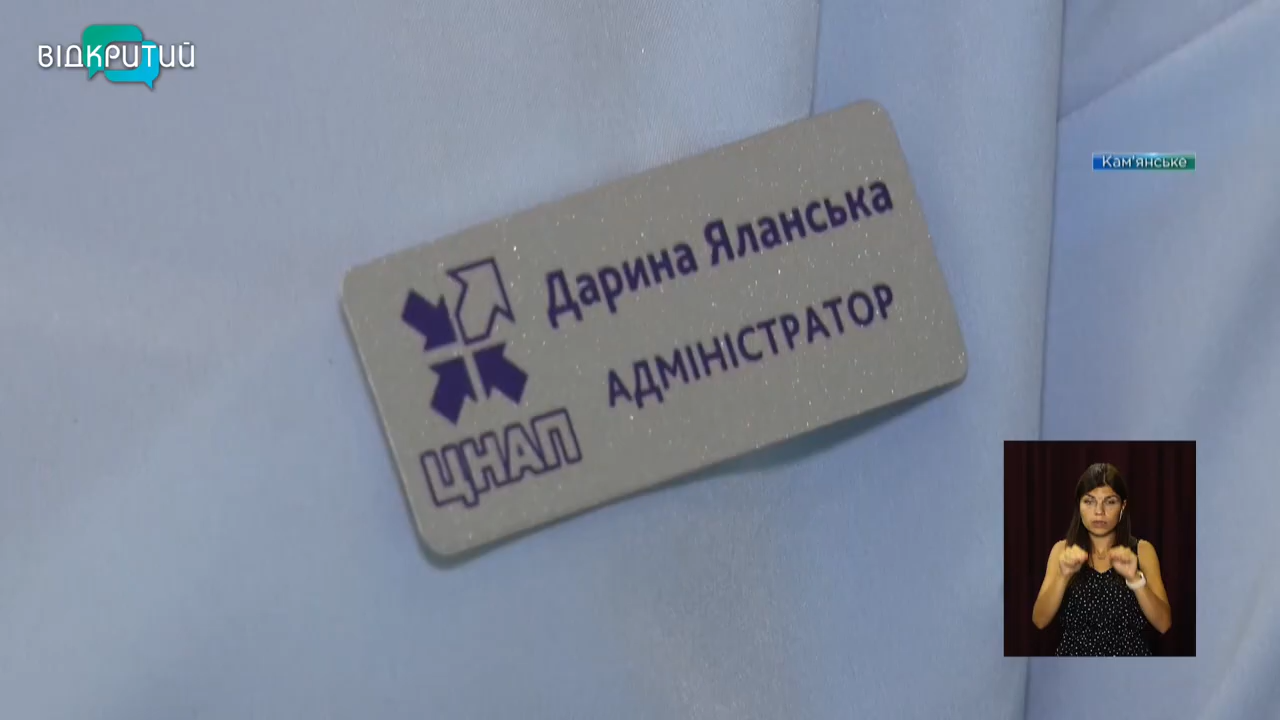 ВІДКРИТИЙ
Кам'янське
Дарина Яланська
АДМІНІСТРАТОР
ЦНАП